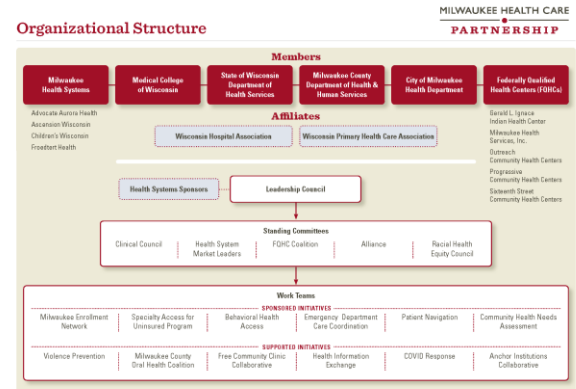 MILWAUKEE HEALTH CARE
PARTNERSHIP
Organizational Structure
Members
Milwaukee
Health Systems
Medical College
of Wisconsin
State of Wisconsin
Department of
Health Services
Milwaukee County
Department of Health &
Human Services
City of Milwaukee
Health Department
Federally Qualified
Health Centers (FQHCs)
Advocate Aurora Health
Ascension Wisconsin
Children's Wisconsin
Froedtert Health
Gerald L. Ignace
Indian Health Center
Milwaukee Health
Services, Inc.
Outreach
Community Health Centers
Progressive
Community Health Centers
Sixteenth Street
Community Health Centers
Affiliates
Wisconsin Hospital Association
Wisconsin Primary Health Care Association
Health Systems Sponsors
Leadership Council
Standing Committees
Clinical Council
Health System
Market Leaders
FQHC Coalition
Alliance
Racial Health
Equity Council
Work Teams
SPONSORED INITIATIVES
Milwaukee Enrollment
Network
Specialty Access for
Uninsured Program
Behavioral Health
Access
Emergency Department
Care Coordination
Patient Navigation
Community Health Needs
Assessment
SUPPORTED INITIATIVES
Violence Prevention
Milwaukee County
Oral Health Coalition
Free Community Clinic
Collaborative
Health Information
Exchange
COVID Response
Anchor Institutions
Collaborative